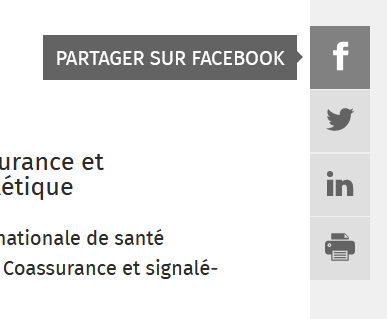 PARTAGER SUR FACEBOOK
urance et
étique
nationale de santé
Coassurance et signalé-